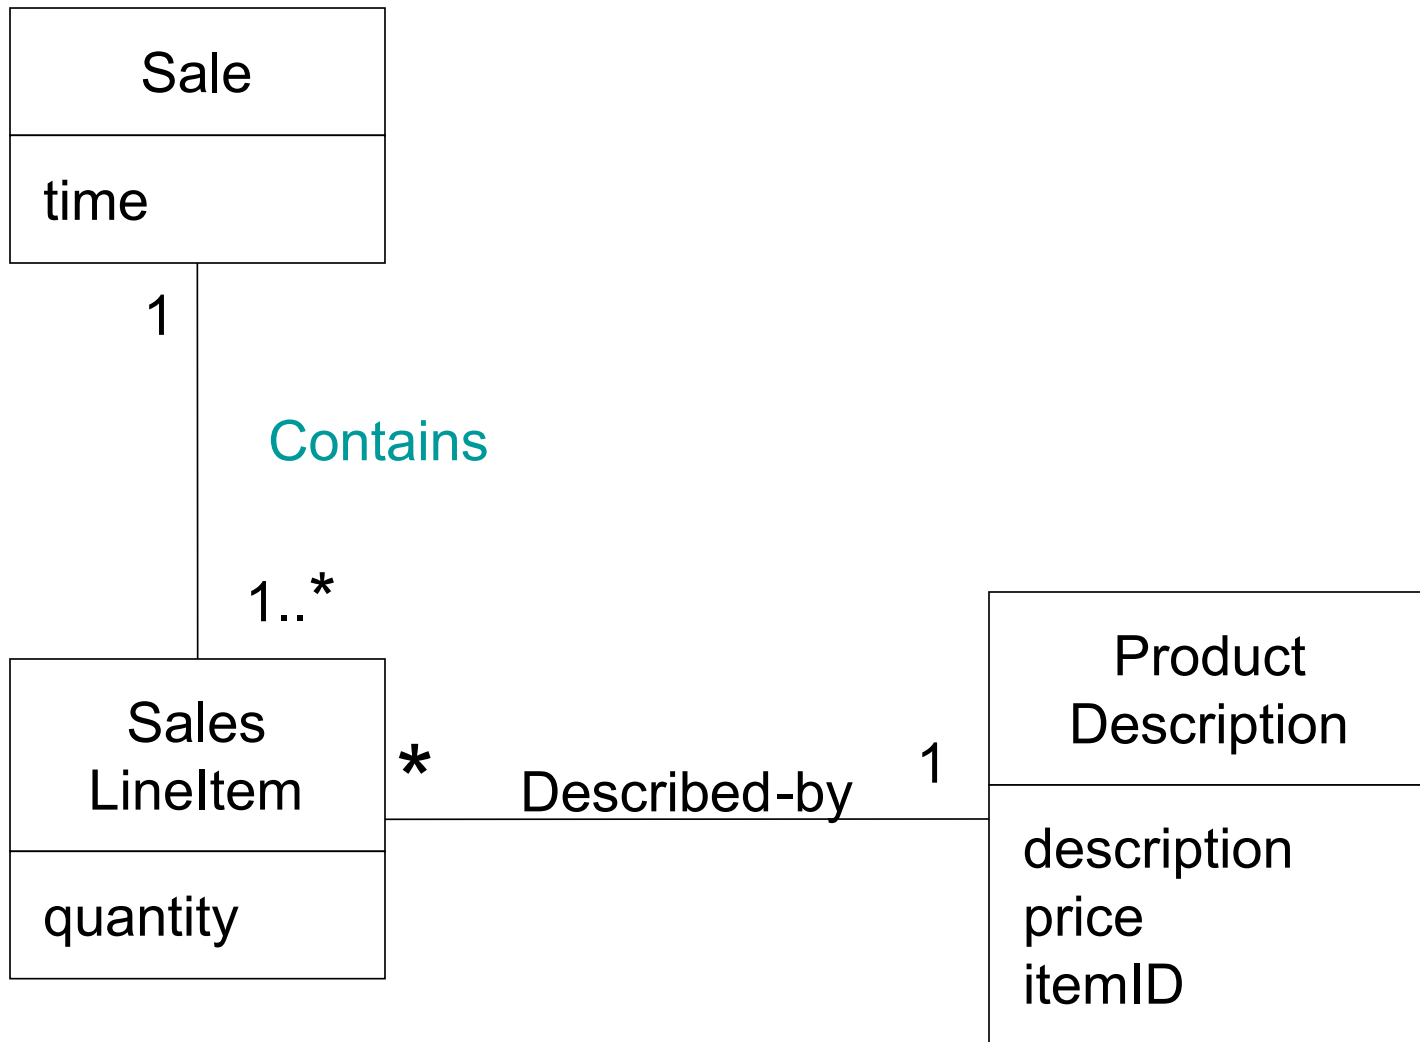 Sale
time
1
Contains
1..*
Sales
LineItem
quantity
*
Described-by
1
Product
Description
description
price
itemID